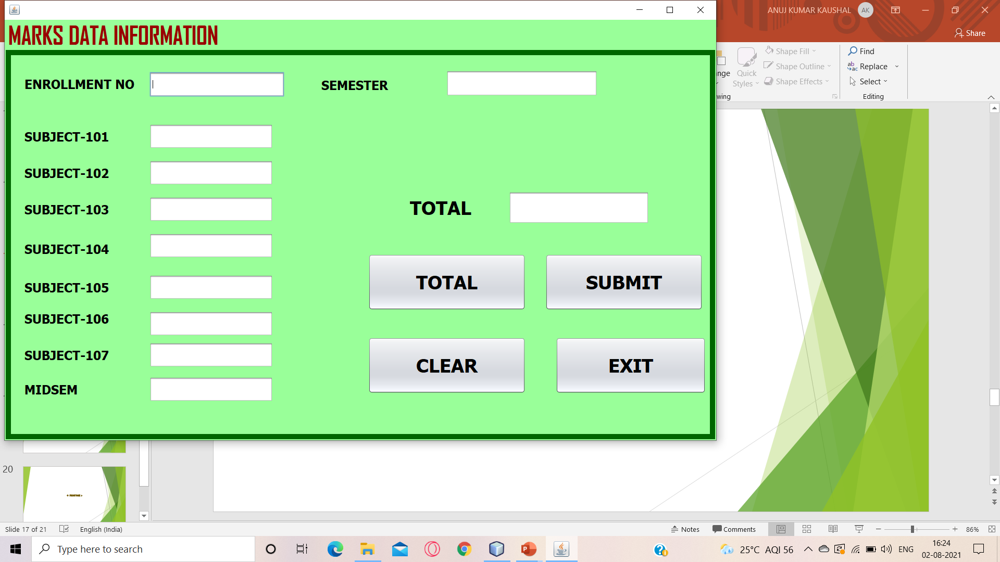 ANUJ KUMAR KAUSHAL AK
Share
MARKS DATA INFORMATION
ENROLLMENT NO
SEMESTER
SUBJECT-101
SUBJECT-102
SUBJECT-103
SUBJECT-104
SUBJECT-105
SUBJECT-106
SUBJECT-107
MIDSEM
TOTAL
TOTAL
SUBMIT
CLEAR
EXIT
Quick
Styles
Shape Fill
Shape Outline
Shape Effects
Find
Replace
Select
Editing
20
Slide 17 of 21
English (India)
Notes
Comments
86%
Type here to search
25°C AQI 56
ENG
16:24
02-08-2021